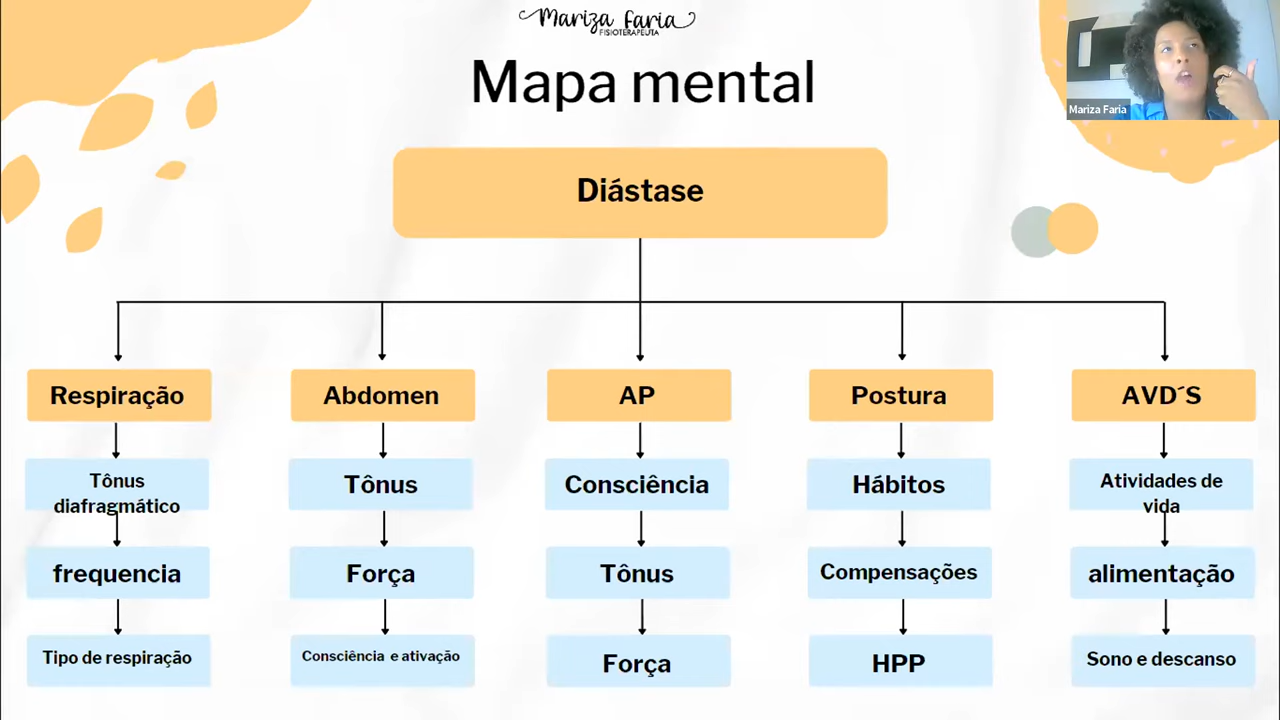 Mariza Faria
FISIOTERAPEUTA
Mapa mental
Mariza Faria
Diástase
Respiração
Abdomen
AP
Postura
AVD´S
Tônus
diafragmático
Tônus
Consciência
Hábitos
Atividades de
vida
frequencia
Força
Tônus
Compensações
alimentação
Tipo de respiração
Consciência e ativação
Força
HPP
Sono e descanso